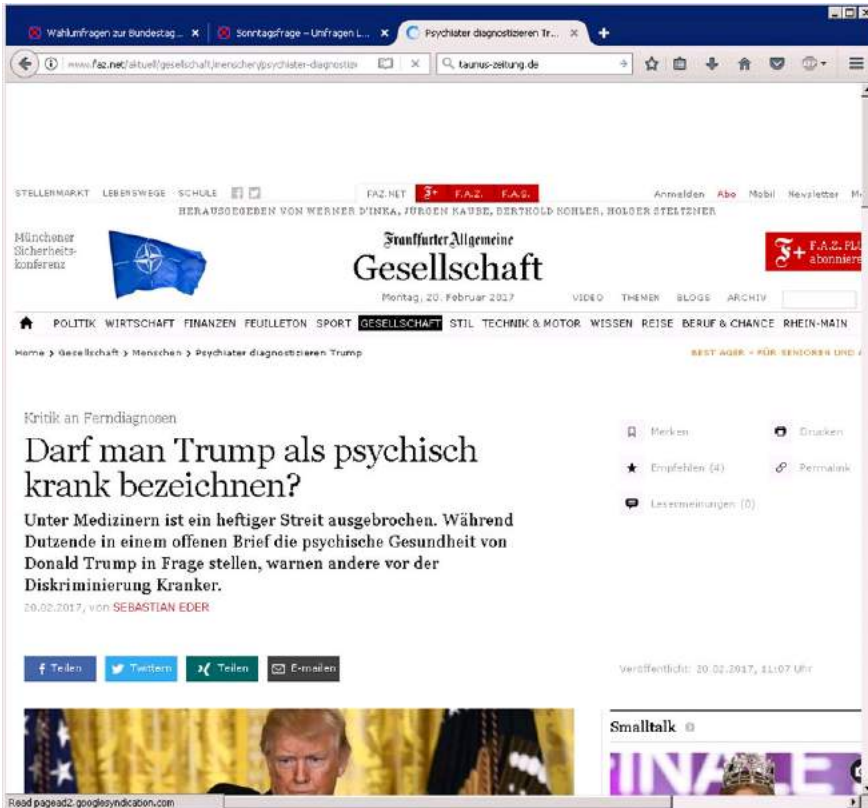 Wahlumfragen zur Bundestag...
Sonntagsfrage – Umfragen L...
Psychiater diagnostizieren Tr...
www.faz.net/aktuell/gesellschaft/menschen/psychiater-diagnostizie
taunus-zeitung.de
STELLENMARKT LEBENSWEGE SCHULE
FAZ.NET F+ F.A.Z. F.A.S.
Anmelden Abo Mobil Newsletter
HERAUSGEGEBEN VON WERNER D'INKA, JÜRGEN KAUBE, BERTHOLD KOHLER, HOLGER STELTZNER
Münchener
Sicherheits-
konferenz
Frankfurter Allgemeine
Gesellschaft
F+ F.A.Z. PLU
abonniere
Montag, 20. Februar 2017
VIDEO THEMEN BLOGS ARCHIV
POLITIK WIRTSCHAFT FINANZEN FEUILLETON SPORT GESELLSCHAFT STIL TECHNIK & MOTOR WISSEN REISE BERUF & CHANCE RHEIN-MAIN
Home > Gesellschaft > Menschen > Psychiater diagnostizieren Trump
BEST AGER - FÜR SENIOREN UND A
Kritik an Ferndiagnosen
Darf man Trump als psychisch
krank bezeichnen?
Unter Medizinern ist ein heftiger Streit ausgebrochen. Während
Dutzende in einem offenen Brief die psychische Gesundheit von
Donald Trump in Frage stellen, warnen andere vor der
Diskriminierung Kranker.
20.02.2017, von SEBASTIAN EDER
Merken
Drucken
Empfehlen (4)
Permalink
Lesermeinungen (0)
Teilen
Twittern
Teilen
E-mailen
Veröffentlicht: 20.02.2017, 11:07 Uhr
Smalltalk
INALE
Read pagead2.googlesyndication.com